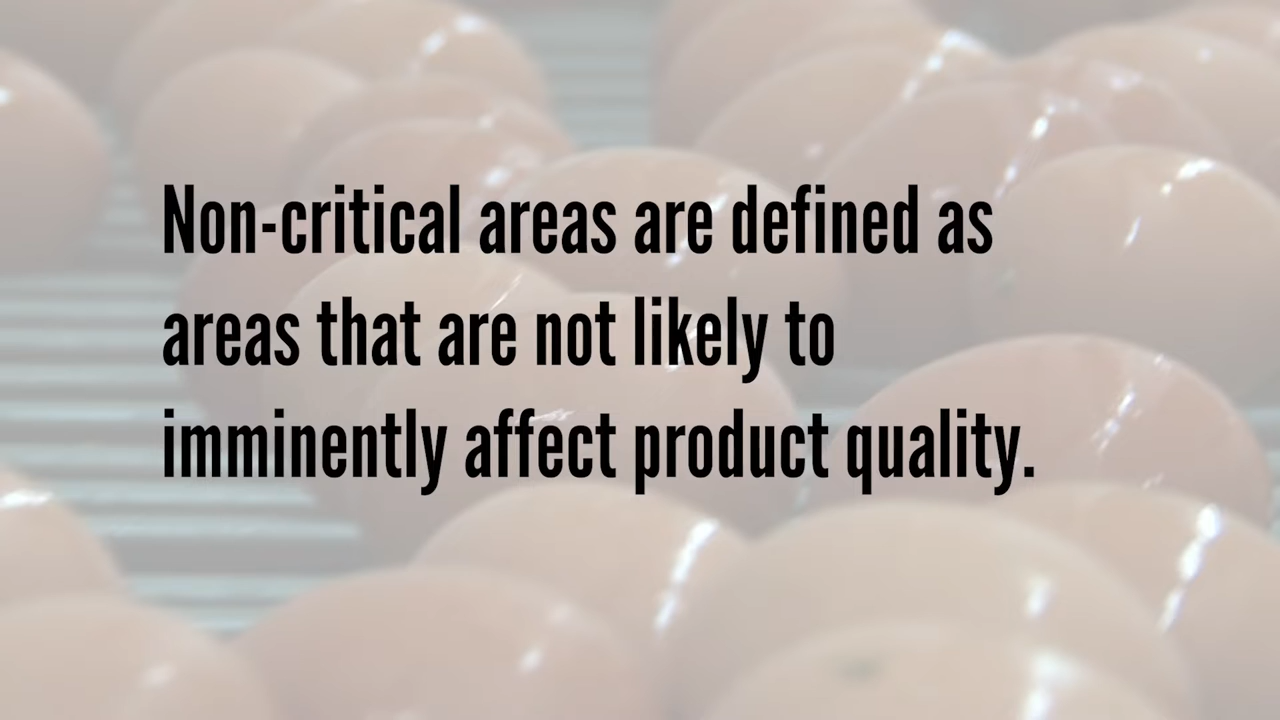 Non-critical areas are defined as
areas that are not likely to
imminently affect product quality.